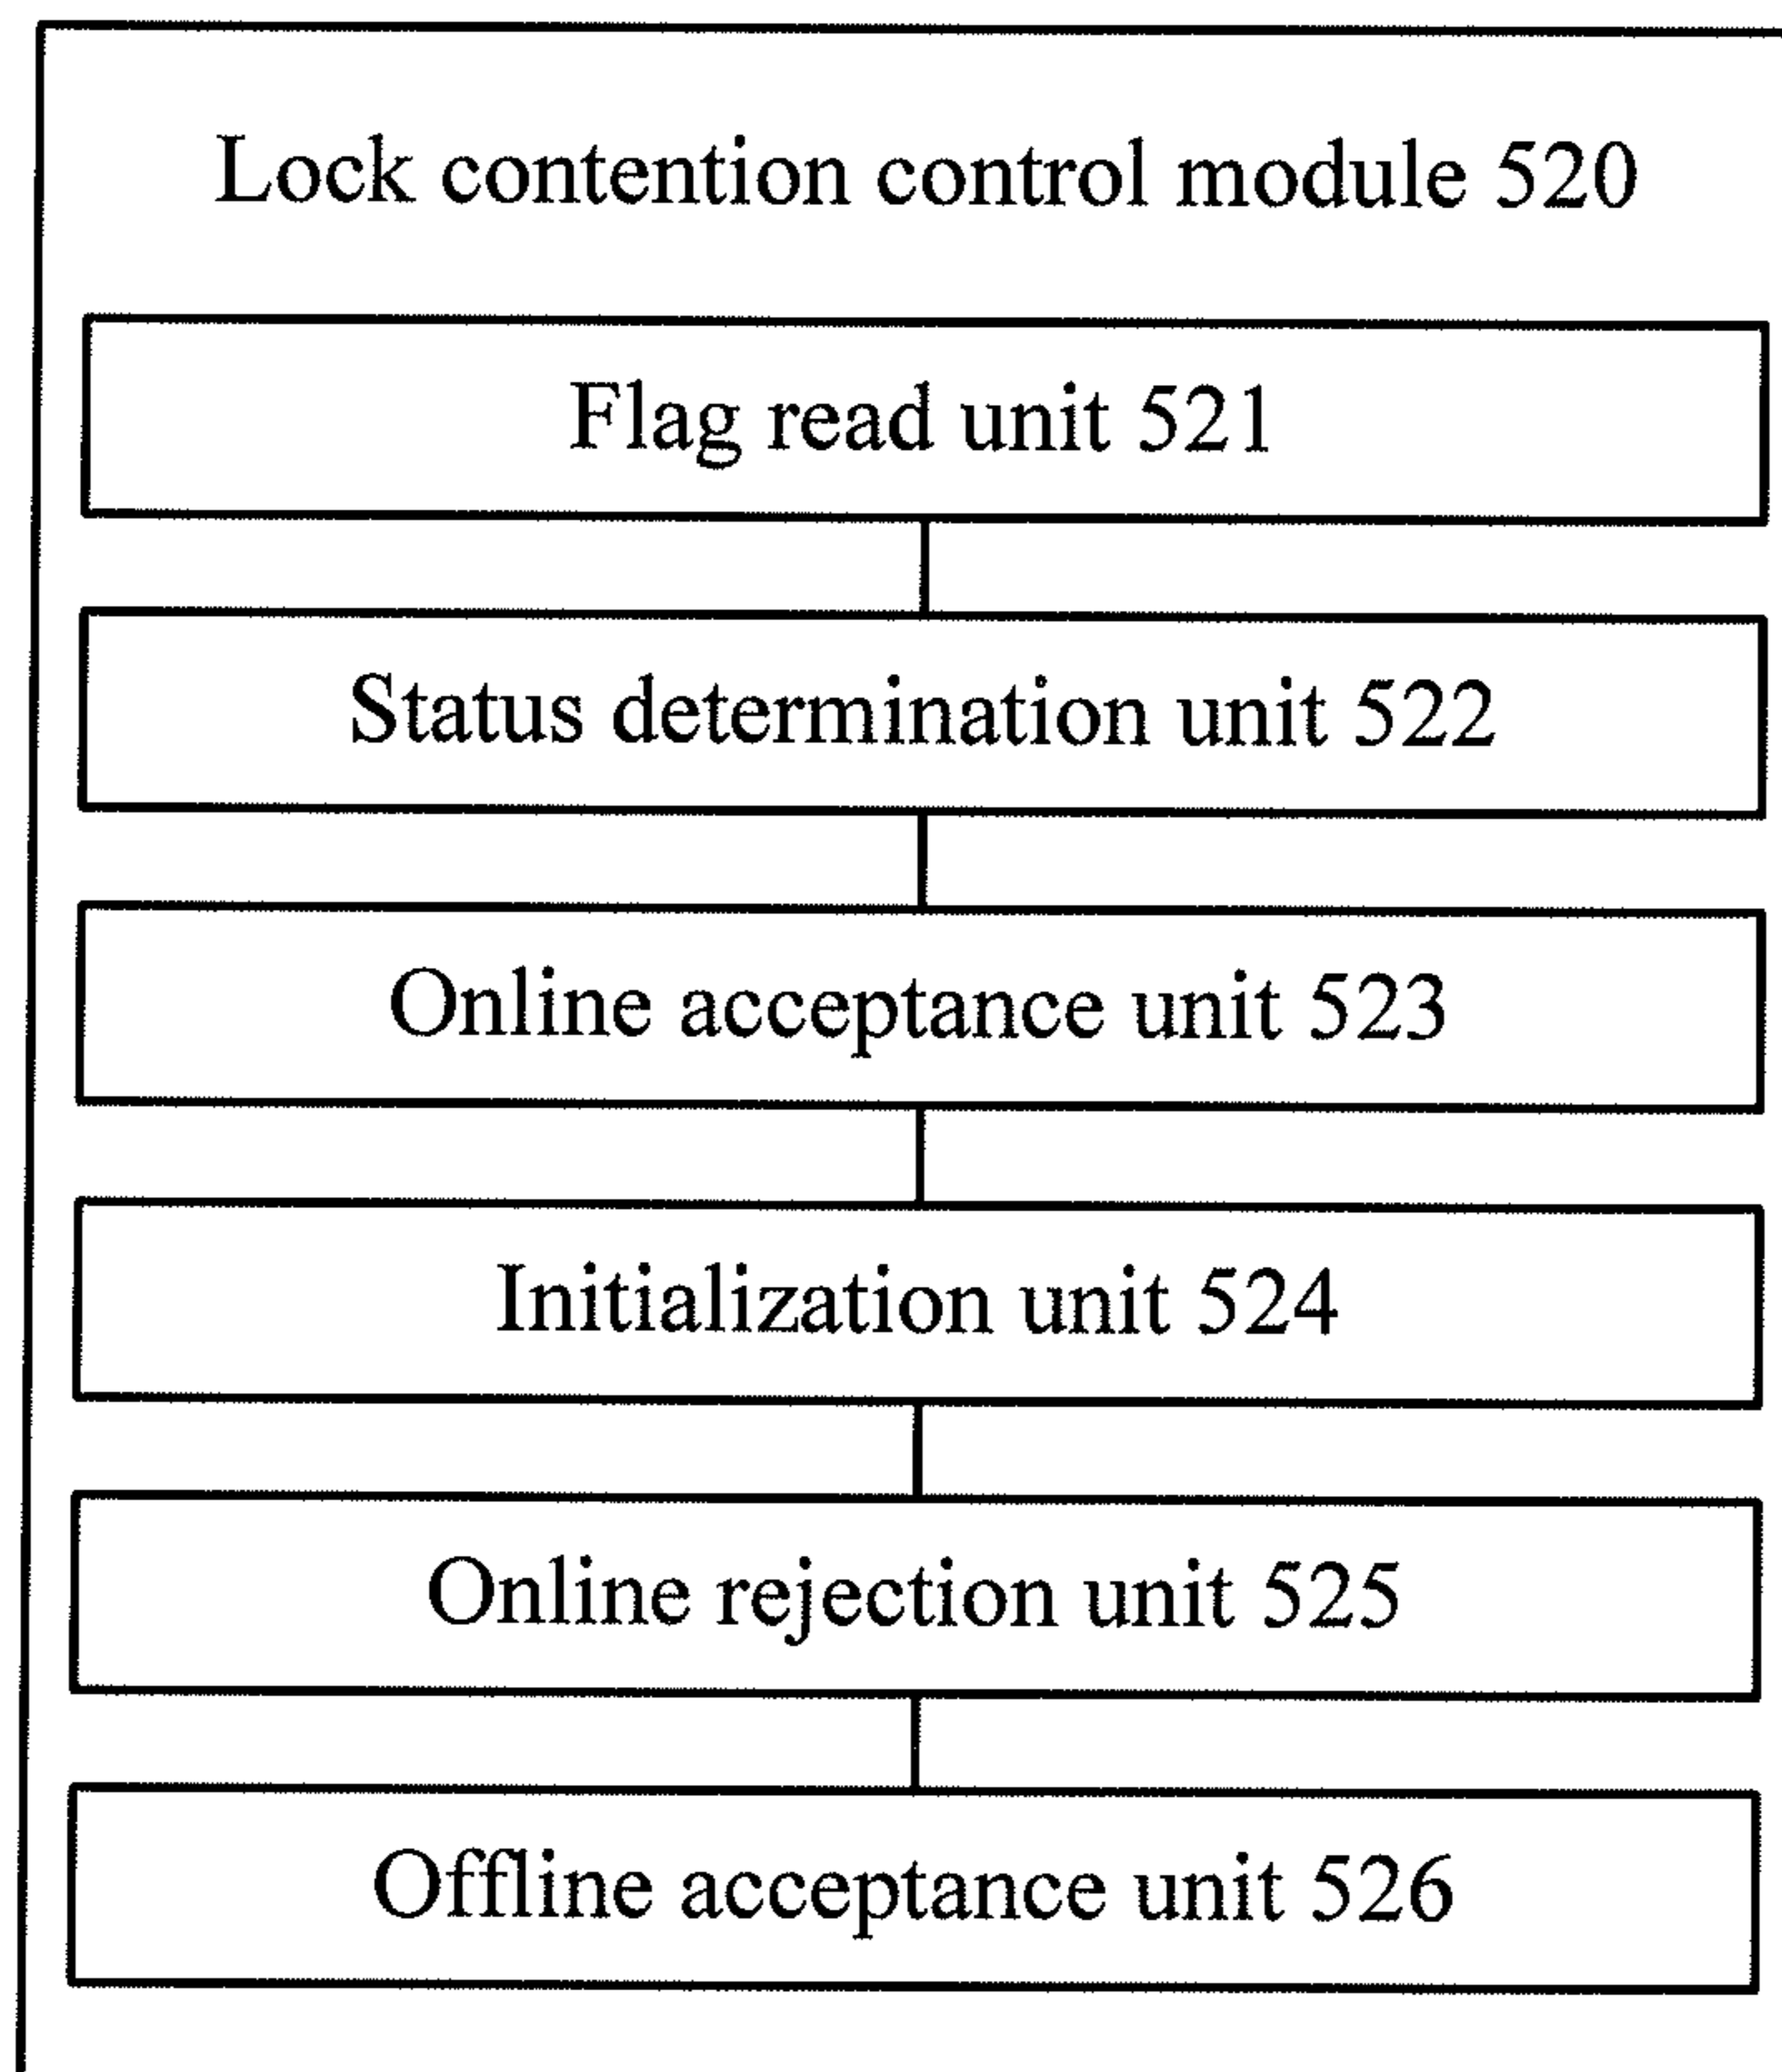 Lock contention control module 520
Flag read unit 521
Status determination unit 522
Online acceptance unit 523
Initialization unit 524
Online rejection unit 525
Offline acceptance unit 526